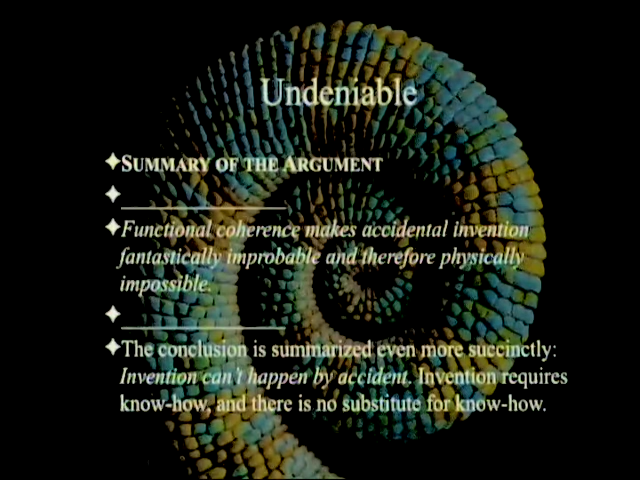 Undeniable
SUMMARY OF THE ARGUMENT
Functional coherence makes accidental invention
fantastically improbable and therefore physically
impossible.
The conclusion is summarized even more succinctly:
Invention can't happen by accident. Invention requires
know-how, and there is no substitute for know-how.